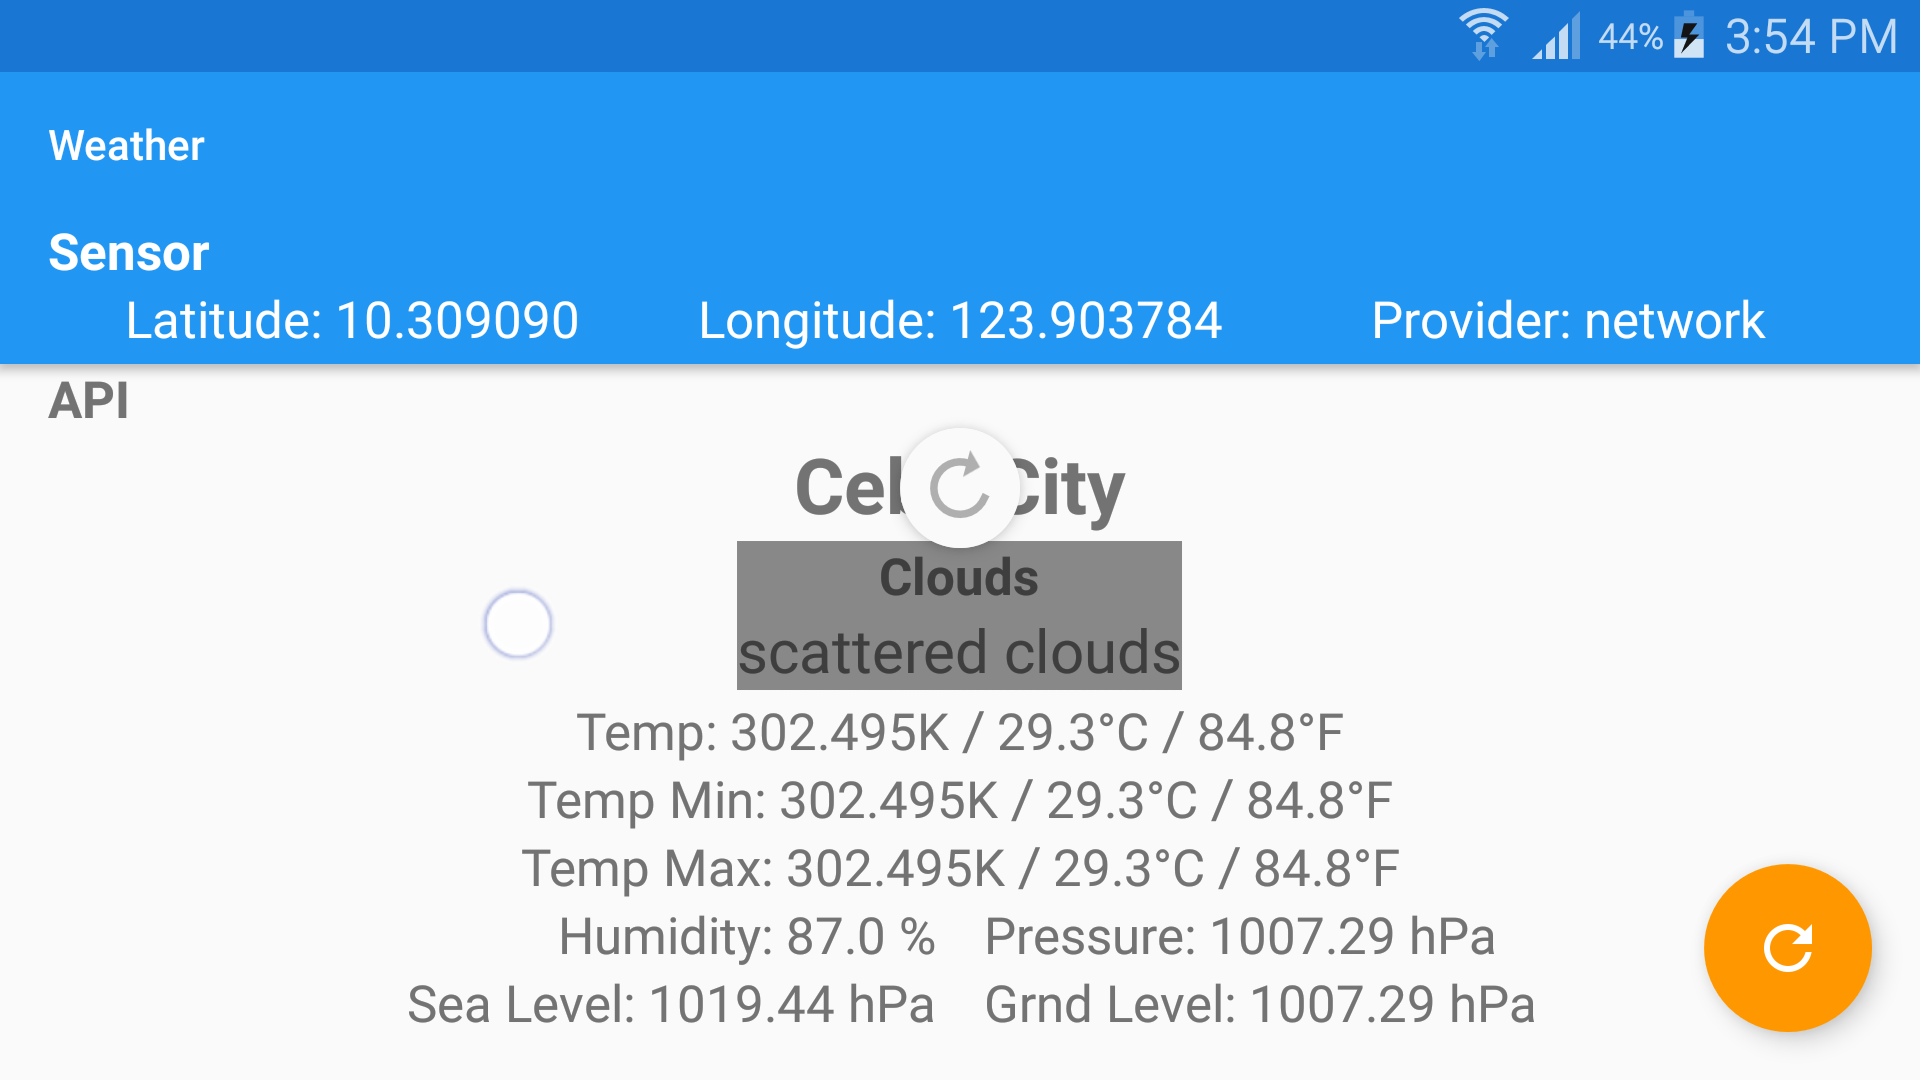 44% 3:54 PM
Weather
Sensor
Latitude: 10.309090 Longitude: 123.903784 Provider: network
API
City
Clouds
scattered clouds
Temp: 302.495K / 29.3°C / 84.8°F
Temp Min: 302.495K / 29.3°C / 84.8°F
Temp Max: 302.495K / 29.3°C / 84.8°F
Humidity: 87.0 % Pressure: 1007.29 hPa
Sea Level: 1019.44 hPa Grnd Level: 1007.29 hPa